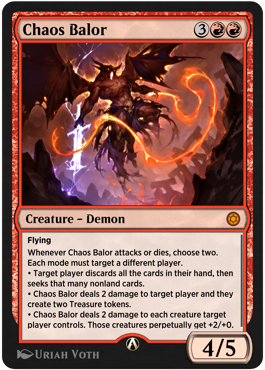 Chaos Balor 3
Creature – Demon
Flying
Whenever Chaos Balor attacks or dies, choose two.
Each mode must target a different player.
• Target player discards all the cards in their hand, then
seeks that many nonland cards.
• Chaos Balor deals 2 damage to target player and they
create two Treasure tokens.
• Chaos Balor deals 2 damage to each creature target
player controls. Those creatures perpetually get +2/+0.
Uriah Voth
4/5